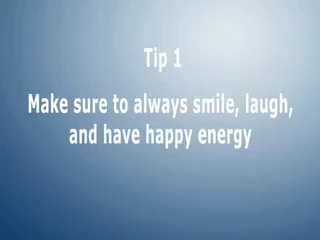 Tip 1
Make sure to always smile, laugh,
and have happy energy